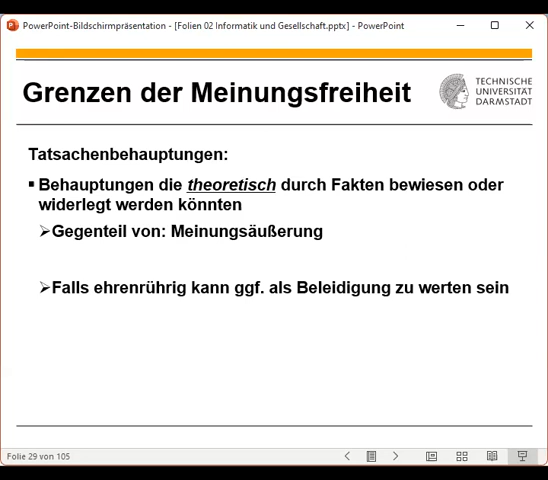 PowerPoint-Bildschirmpräsentation - [Folien 02 Informatik und Gesellschaft.pptx] - PowerPoint
Grenzen der Meinungsfreiheit
TECHNISCHE
UNIVERSITÄT
DARMSTADT
Tatsachenbehauptungen:
▪ Behauptungen die theoretisch durch Fakten bewiesen oder
widerlegt werden könnten
➢Gegenteil von: Meinungsäußerung
➢Falls ehrenrührig kann ggf. als Beleidigung zu werten sein
Folie 29 von 105